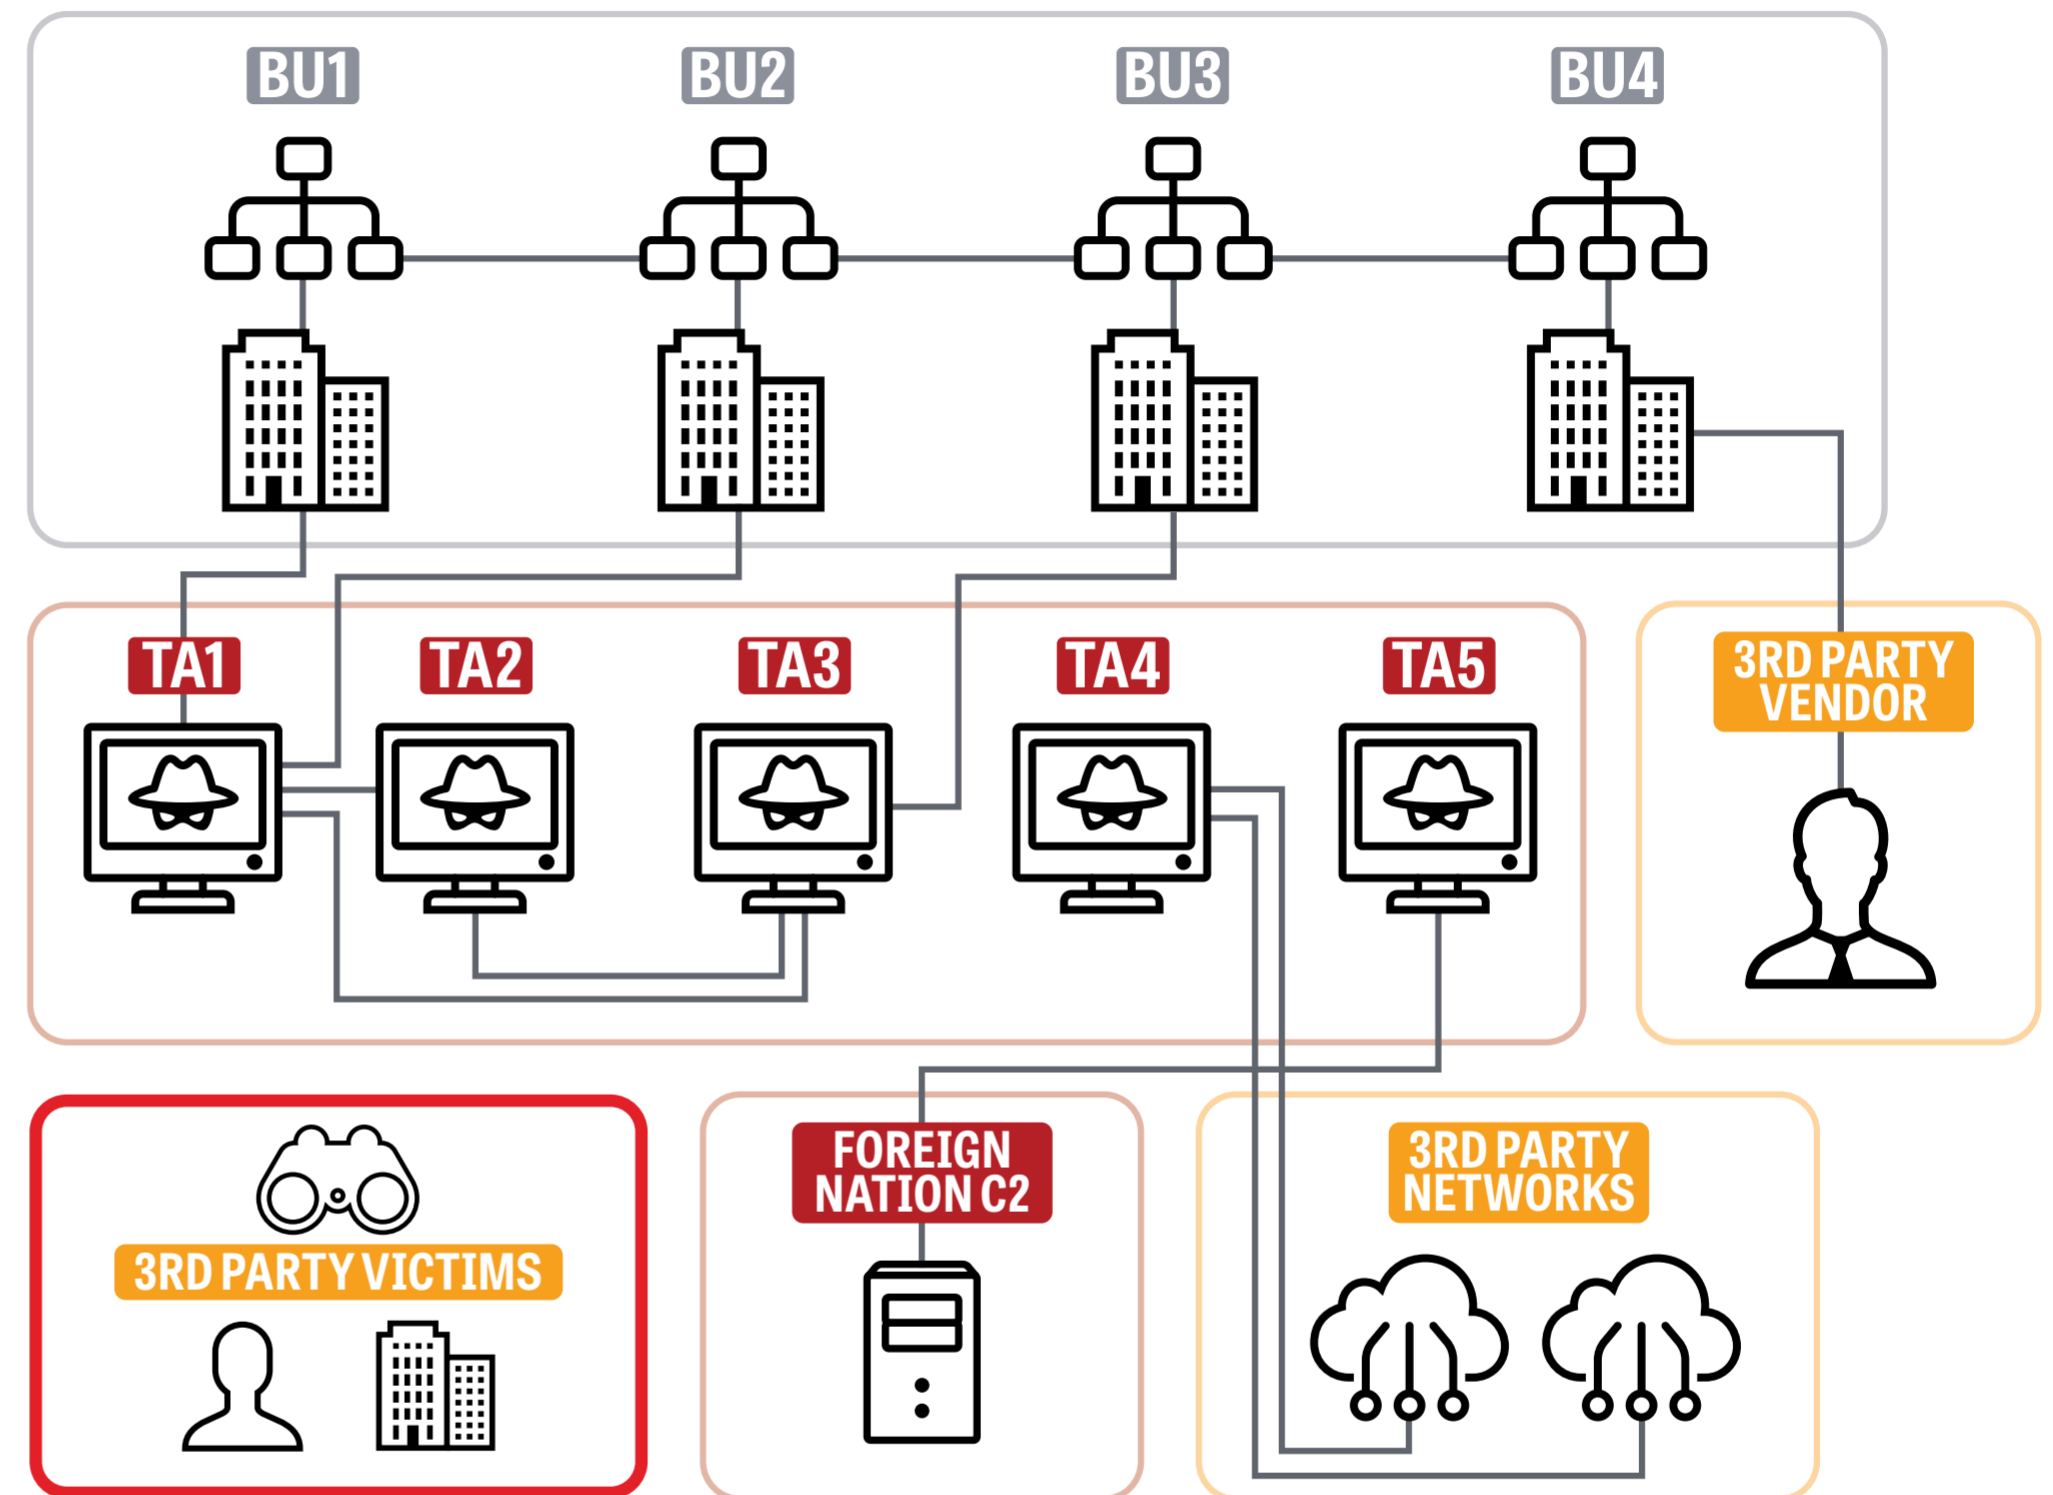 BU1
BU2
BU3
BU4
TA1
TA2
TA3
TA4
TA5
3RD PARTY
VENDOR
3RD PARTY VICTIMS
FOREIGN
NATION C2
3RD PARTY
NETWORKS